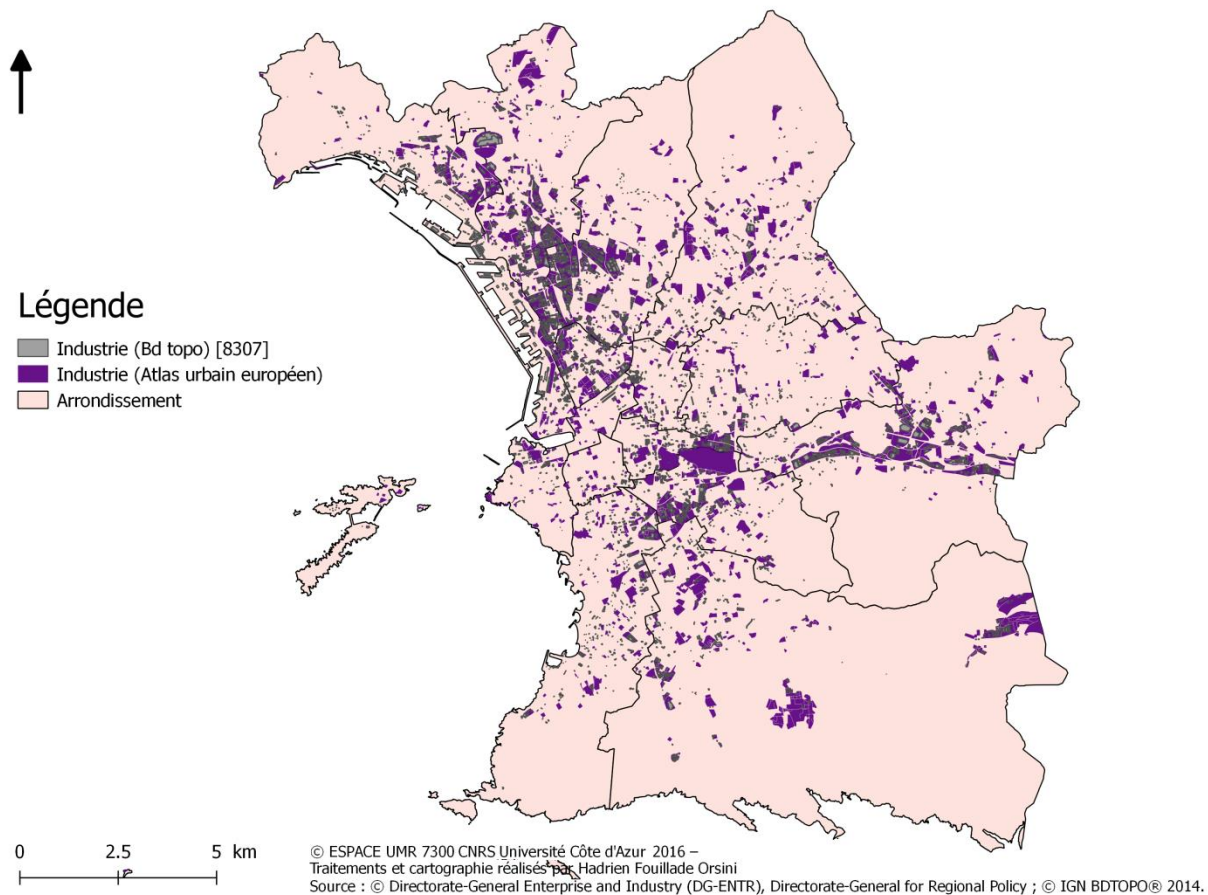 Légende
Industrie (Bd topo) [8307]
Industrie (Atlas urbain européen)
Arrondissement
0 2.5 5 km
© ESPACE UMR 7300 CNRS Université Côte d'Azur 2016 –
Traitements et cartographie réalisés par Hadrien Fouillade Orsini
Source : © Directorate-General Enterprise and Industry (DG-ENTR), Directorate-General for Regional Policy ; © IGN BDTOPO® 2014.